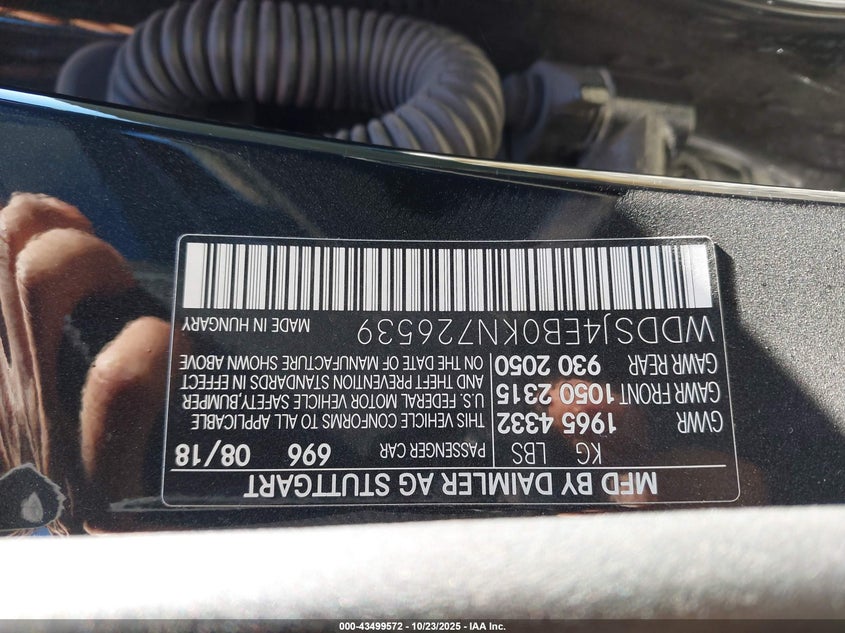 MFD BY DAIMLER AG STUTTGART
KG LBS PASSENGER CAR 696 08/18
GWR 1965 4332
GAWR FRONT 1050 2315
GAWR REAR 930 2050
THIS VEHICLE CONFORMS TO ALL APPLICABLE
U.S. FEDERAL MOTOR VEHICLE SAFETY,BUMPER
AND THEFT PREVENTION STANDARDS IN EFFECT
ON THE DATE OF MANUFACTURE SHOWN ABOVE
WDDSJ4EB0KN726539 MADE IN HUNGARY
000-43499572 - 10/23/2025 - IAA Inc.